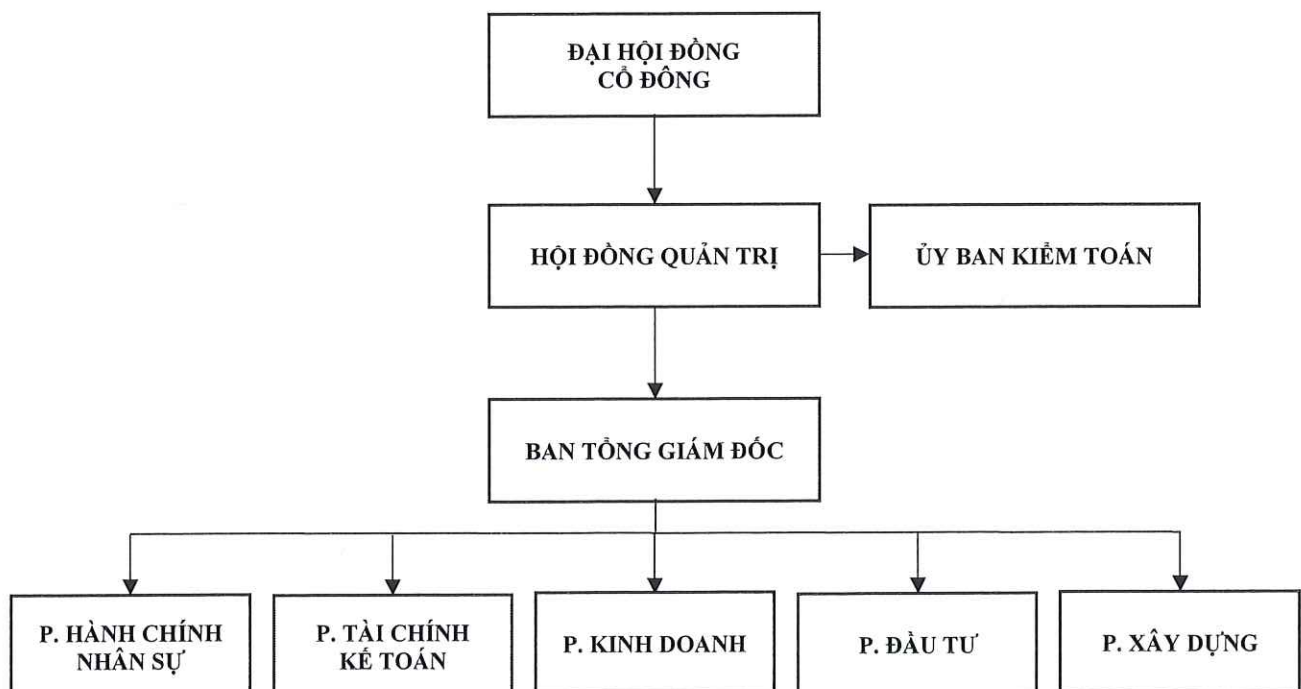 ĐẠI HỘI ĐỒNG
CỔ ĐÔNG
HỘI ĐỒNG QUẢN TRỊ
ỦY BAN KIỂM TOÁN
BAN TỔNG GIÁM ĐỐC
P. HÀNH CHÍNH
NHÂN SỰ
P. TÀI CHÍNH
KẾ TOÁN
P. KINH DOANH
P. ĐẦU TƯ
P. XÂY DỰNG